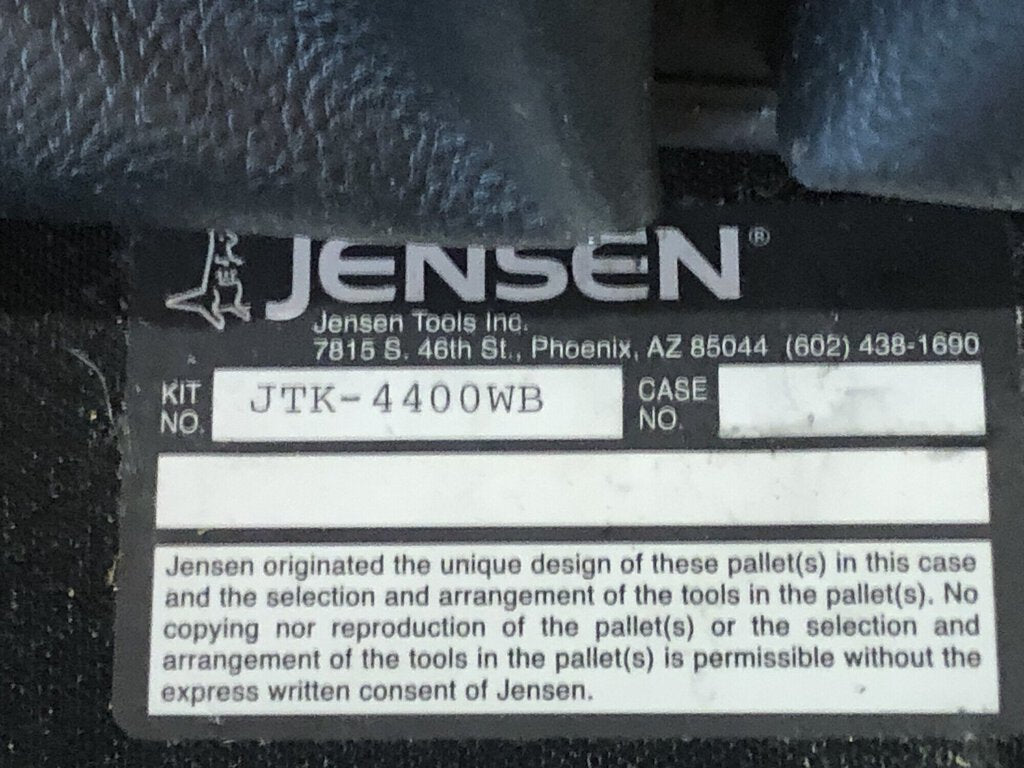 JENSEN®
Jensen Tools Inc.
7815 S. 46th St., Phoenix, AZ 85044 (602) 438-1690
KIT NO. JTK-4400WB CASE NO.
Jensen originated the unique design of these pallet(s) in this case
and the selection and arrangement of the tools in the pallet(s). No
copying nor reproduction of the pallet(s) or the selection and
arrangement of the tools in the pallet(s) is permissible without the
express written consent of Jensen.